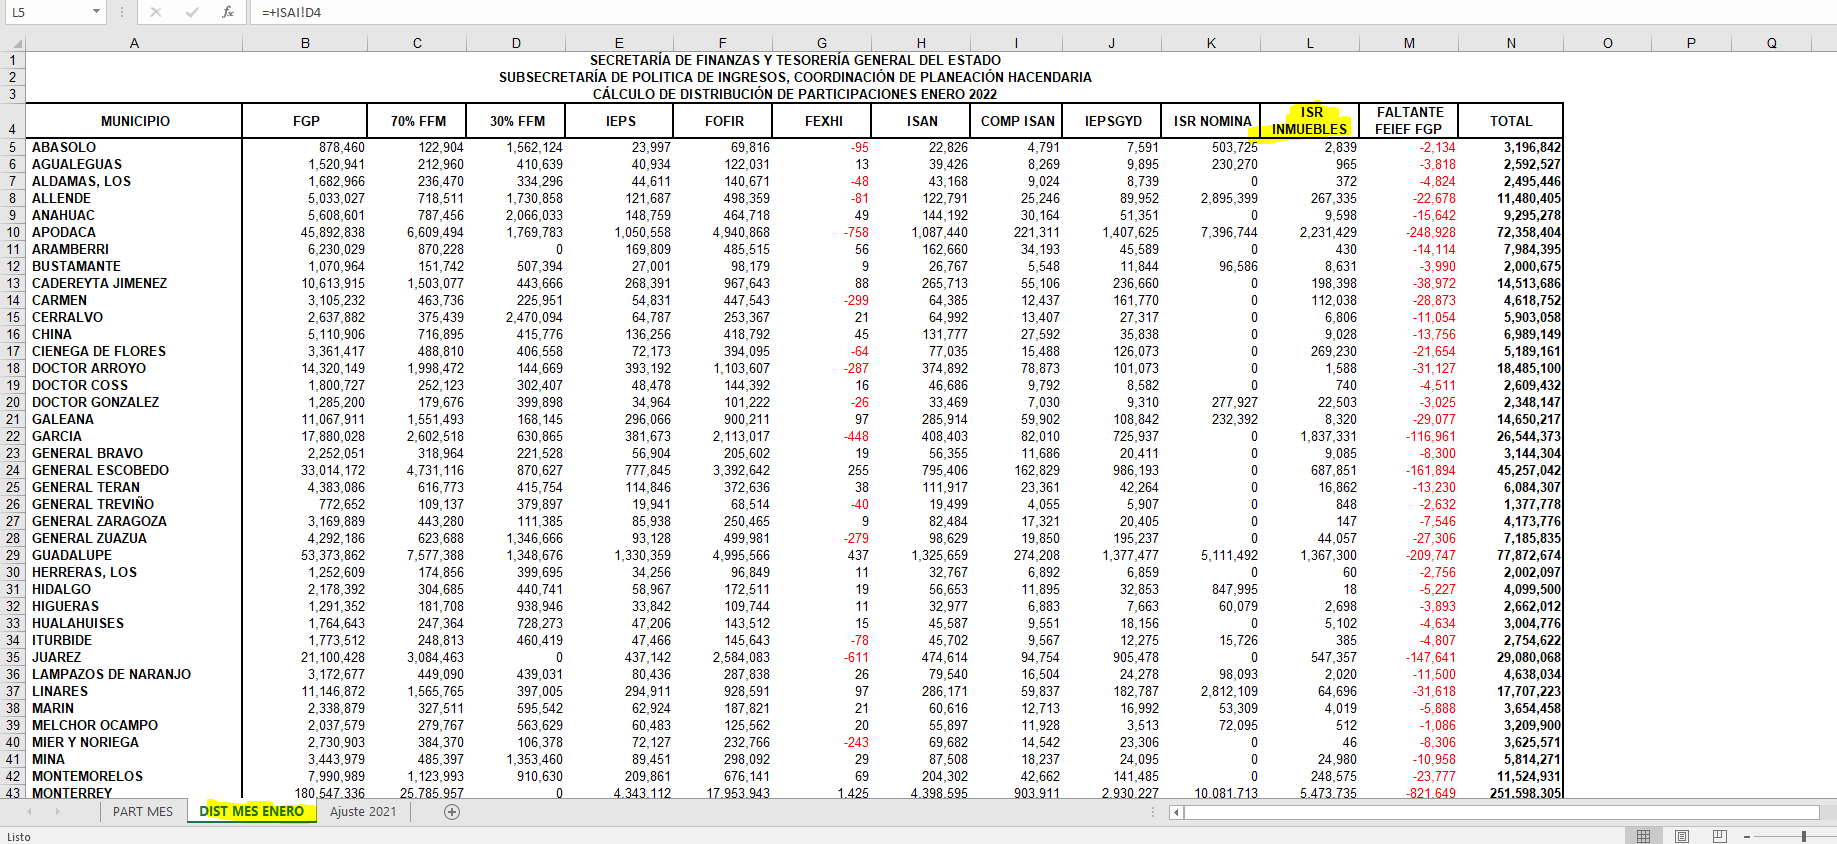 L5 fx =+ISAI!D4
A B C D E F G H I J K L M N O P Q
1 SECRETARÍA DE FINANZAS Y TESORERÍA GENERAL DEL ESTADO
2 SUBSECRETARÍA DE POLITICA DE INGRESOS, COORDINACIÓN DE PLANEACIÓN HACENDARIA
3 CÁLCULO DE DISTRIBUCIÓN DE PARTICIPACIONES ENERO 2022
4 MUNICIPIO FGP 70% FFM 30% FFM IEPS FOFIR FEXHI ISAN COMP ISAN IEPSGYD ISR NOMINA ISR INMUEBLES FALTANTE FEIEF FGP TOTAL
5 ABASOLO 878,460 122,904 1,562,124 23,997 69,816 -95 22,826 4,791 7,591 503,725 2,839 -2,134 3,196,842
6 AGUALEGUAS 1,520,941 212,960 410,639 40,934 122,031 13 39,426 8,269 9,895 230,270 965 -3,818 2,592,527
7 ALDAMAS, LOS 1,682,966 236,470 334,296 44,611 140,671 -48 43,168 9,024 8,739 0 372 -4,824 2,495,446
8 ALLENDE 5,033,027 718,511 1,730,858 121,687 498,359 -81 122,791 25,246 89,952 2,895,399 267,335 -22,678 11,480,405
9 ANAHUAC 5,608,601 787,456 2,066,033 148,759 464,718 49 144,192 30,164 51,351 0 9,598 -15,642 9,295,278
10 APODACA 45,892,838 6,609,494 1,769,783 1,050,558 4,940,868 -758 1,087,440 221,311 1,407,625 7,396,744 2,231,429 -248,928 72,358,404
11 ARAMBERRI 6,230,029 870,228 0 169,809 485,515 56 162,660 34,193 45,589 0 430 -14,114 7,984,395
12 BUSTAMANTE 1,070,964 151,742 507,394 27,001 98,179 9 26,767 5,548 11,844 96,586 8,631 -3,990 2,000,675
13 CADEREYTA JIMENEZ 10,613,915 1,503,077 443,666 268,391 967,643 88 265,713 55,106 236,660 0 198,398 -38,972 14,513,686
14 CARMEN 3,105,232 463,736 225,951 54,831 447,543 -299 64,385 12,437 161,770 0 112,038 -28,873 4,618,752
15 CERRALVO 2,637,882 375,439 2,470,094 64,787 253,367 21 64,992 13,407 27,317 0 6,806 -11,054 5,903,058
16 CHINA 5,110,906 716,895 415,776 136,256 418,792 45 131,777 27,592 35,838 0 9,028 -13,756 6,989,149
17 CIENEGA DE FLORES 3,361,417 488,810 406,558 72,173 394,095 -64 77,035 15,488 126,073 0 269,230 -21,654 5,189,161
18 DOCTOR ARROYO 14,320,149 1,998,472 144,669 393,192 1,103,607 -287 374,892 78,873 101,073 0 1,588 -31,127 18,485,100
19 DOCTOR COSS 1,800,727 252,123 302,407 48,478 144,392 16 46,686 9,792 8,582 0 740 -4,511 2,609,432
20 DOCTOR GONZALEZ 1,285,200 179,676 399,898 34,964 101,222 -26 33,469 7,030 9,310 277,927 22,503 -3,025 2,348,147
21 GALEANA 11,067,911 1,551,493 168,145 296,066 900,211 97 285,914 59,902 108,842 232,392 8,320 -29,077 14,650,217
22 GARCIA 17,880,028 2,602,518 630,865 381,673 2,113,017 -448 408,403 82,010 725,937 0 1,837,331 -116,961 26,544,373
23 GENERAL BRAVO 2,252,051 318,964 221,528 56,904 205,602 19 56,355 11,686 20,411 0 9,085 -8,300 3,144,304
24 GENERAL ESCOBEDO 33,014,172 4,731,116 870,627 777,845 3,392,642 255 795,406 162,829 986,193 0 687,851 -161,894 45,257,042
25 GENERAL TERAN 4,383,086 616,773 415,754 114,846 372,636 38 111,917 23,361 42,264 0 16,862 -13,230 6,084,307
26 GENERAL TREVIÑO 772,652 109,137 379,897 19,941 68,514 -40 19,499 4,055 5,907 0 848 -2,632 1,377,778
27 GENERAL ZARAGOZA 3,169,889 443,280 111,385 85,938 250,465 9 82,484 17,321 20,405 0 147 -7,546 4,173,776
28 GENERAL ZUAZUA 4,292,186 623,688 1,346,666 93,128 499,981 -279 98,629 19,850 195,237 0 44,057 -27,306 7,185,835
29 GUADALUPE 53,373,862 7,577,388 1,348,676 1,330,359 4,995,566 437 1,325,659 274,208 1,377,477 5,111,492 1,367,300 -209,747 77,872,674
30 HERRERAS, LOS 1,252,609 174,856 399,695 34,256 96,849 11 32,767 6,892 6,859 0 60 -2,756 2,002,097
31 HIDALGO 2,178,392 304,685 440,741 58,967 172,511 19 56,653 11,895 32,853 847,995 18 -5,227 4,099,500
32 HIGUERAS 1,291,352 181,708 938,946 33,842 109,744 11 32,977 6,883 7,663 60,079 2,698 -3,893 2,662,012
33 HUALAHUISES 1,764,643 247,364 728,273 47,206 143,512 15 45,587 9,551 18,156 0 5,102 -4,634 3,004,776
34 ITURBIDE 1,773,512 248,813 460,419 47,466 145,643 -78 45,702 9,567 12,275 15,726 385 -4,807 2,754,622
35 JUAREZ 21,100,428 3,084,463 0 437,142 2,584,083 -611 474,614 94,754 905,478 0 547,357 -147,641 29,080,068
36 LAMPAZOS DE NARANJO 3,172,677 449,090 439,031 80,436 287,838 26 79,540 16,504 24,278 98,093 2,020 -11,500 4,638,034
37 LINARES 11,146,872 1,565,765 397,005 294,911 928,591 97 286,171 59,837 182,787 2,812,109 64,696 -31,618 17,707,223
38 MARIN 2,338,879 327,511 595,542 62,924 187,821 21 60,616 12,713 16,992 53,309 4,019 -5,888 3,654,458
39 MELCHOR OCAMPO 2,037,579 279,767 563,629 60,483 125,562 20 55,897 11,928 3,513 72,095 512 -1,086 3,209,900
40 MIER Y NORIEGA 2,730,903 384,370 106,378 72,127 232,766 -243 69,682 14,542 23,306 0 46 -8,306 3,625,571
41 MINA 3,443,979 485,397 1,353,460 89,451 298,092 29 87,508 18,237 24,095 0 24,980 -10,958 5,814,271
42 MONTEMORELOS 7,990,989 1,123,993 910,630 209,861 676,141 69 204,302 42,662 141,485 0 248,575 -23,777 11,524,931
43 MONTERREY 180,547,336 25,785,957 0 4,343,112 17,953,943 1,425 4,398,595 903,911 2,930,227 10,081,713 5,473,735 -821,649 251,598,305
PART MES DIST MES ENERO Ajuste 2021
Listo